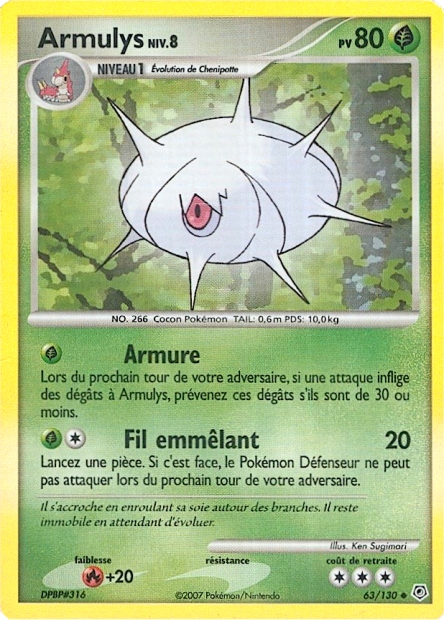 Armulys NIV.8
PV 80
NIVEAU 1 Évolution de Chenipotte
NO. 266 Cocon Pokémon TAIL: 0,6m PDS: 10,0kg
Armure
Lors du prochain tour de votre adversaire, si une attaque inflige
des dégâts à Armulys, prévenez ces dégâts s'ils sont de 30 ou
moins.
Fil emmêlant 20
Lancez une pièce. Si c'est face, le Pokémon Défenseur ne peut
pas attaquer lors du prochain tour de votre adversaire.
Il s'accroche en enroulant sa soie autour des branches. Il reste
immobile en attendant d'évoluer.
Illus. Ken Sugimori
faiblesse résistance coût de retraite
+20
DPBP#316 ©2007 Pokémon/Nintendo 63/130